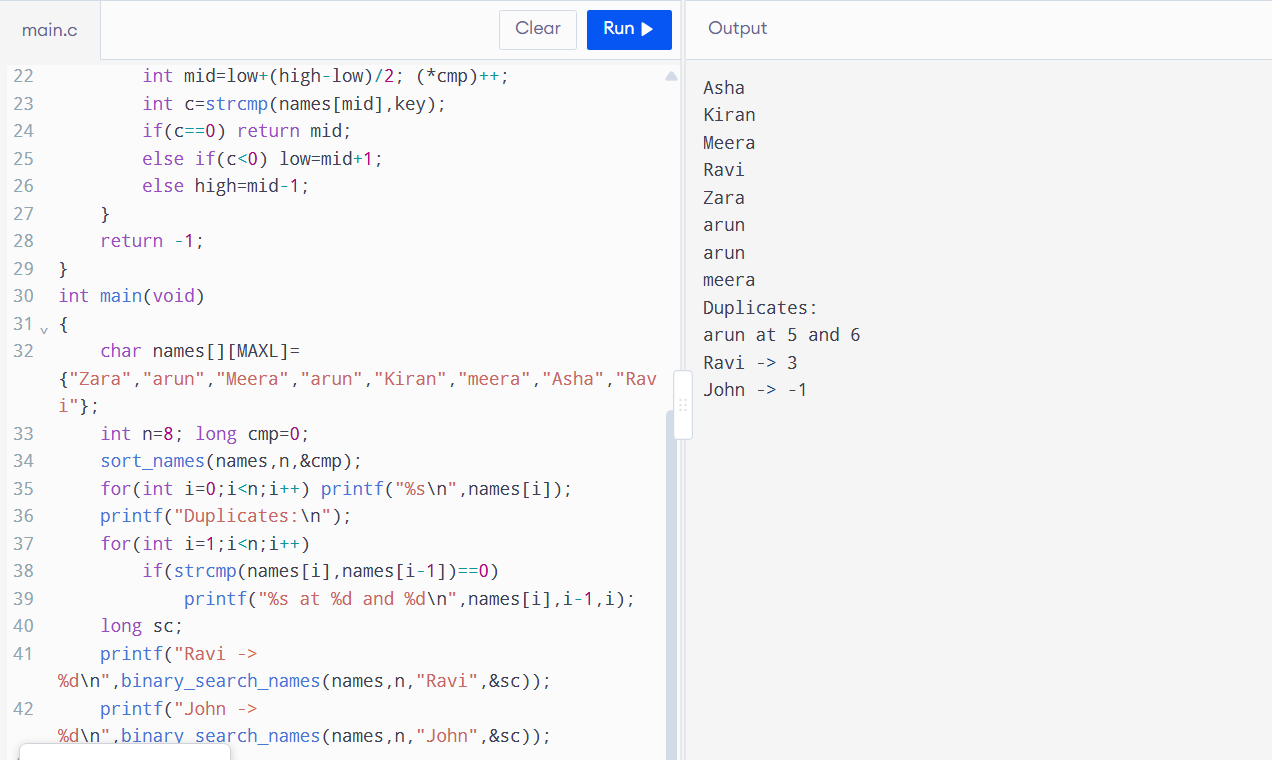 main.c
Clear
Run
Output
22 int mid=low+(high-low)/2; (*cmp)++;
23 int c=strcmp(names[mid],key);
24 if(c==0) return mid;
25 else if(c<0) low=mid+1;
26 else high=mid-1;
27 }
28 return -1;
29 }
30 int main(void)
31 {
32 char names[][MAXL]=
{"Zara","arun","Meera","arun","Kiran","meera","Asha","Rav
i"};
33 int n=8; long cmp=0;
34 sort_names(names,n,&cmp);
35 for(int i=0;i<n;i++) printf("%s\n",names[i]);
36 printf("Duplicates:\n");
37 for(int i=1;i<n;i++)
38 if(strcmp(names[i],names[i-1])==0)
39 printf("%s at %d and %d\n",names[i],i-1,i);
40 long sc;
41 printf("Ravi ->
%d\n",binary_search_names(names,n,"Ravi",&sc));
42 printf("John ->
%d\n",binary_search_names(names,n,"John",&sc));
Asha
Kiran
Meera
Ravi
Zara
arun
arun
meera
Duplicates:
arun at 5 and 6
Ravi -> 3
John -> -1